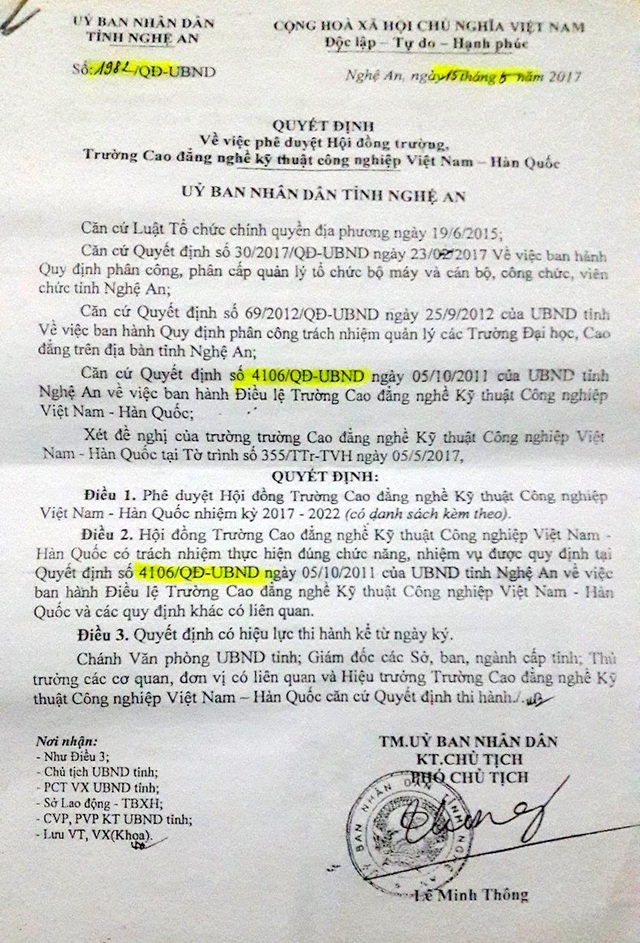 UỶ BAN NHÂN DÂN
TỈNH NGHỆ AN
Số: 1982/QĐ-UBND
CỘNG HOÀ XÃ HỘI CHỦ NGHĨA VIỆT NAM
Độc lập – Tự do – Hạnh phúc
Nghệ An, ngày 15 tháng 5 năm 2017
QUYẾT ĐỊNH
Về việc phê duyệt Hội đồng trường,
Trường Cao đẳng nghề kỹ thuật công nghiệp Việt Nam – Hàn Quốc
UỶ BAN NHÂN DÂN TỈNH NGHỆ AN
Căn cứ Luật Tổ chức chính quyền địa phương ngày 19/6/2015;
Căn cứ Quyết định số 30/2017/QĐ-UBND ngày 23/02/2017 Về việc ban hành
Quy định phân công, phân cấp quản lý tổ chức bộ máy và cán bộ, công chức, viên
chức tỉnh Nghệ An;
Căn cứ Quyết định số 69/2012/QĐ-UBND ngày 25/9/2012 của UBND tỉnh
Về việc ban hành Quy định phân công trách nhiệm quản lý các Trường Đại học, Cao
đẳng trên địa bàn tỉnh Nghệ An;
Căn cứ Quyết định số 4106/QĐ-UBND ngày 05/10/2011 của UBND tỉnh
Nghệ An về việc ban hành Điều lệ Trường Cao đẳng nghề Kỹ thuật Công nghiệp
Việt Nam - Hàn Quốc;
Xét đề nghị của trường trường Cao đẳng nghề Kỹ thuật Công nghiệp Việt
Nam - Hàn Quốc tại Tờ trình số 355/TTr-TVH ngày 05/5/2017,
QUYẾT ĐỊNH:
Điều 1. Phê duyệt Hội đồng Trường Cao đẳng nghề Kỹ thuật Công nghiệp
Việt Nam - Hàn Quốc nhiệm kỳ 2017 - 2022 (có danh sách kèm theo).
Điều 2. Hội đồng Trường Cao đẳng nghề Kỹ thuật Công nghiệp Việt Nam -
Hàn Quốc có trách nhiệm thực hiện đúng chức năng, nhiệm vụ được quy định tại
Quyết định số 4106/QĐ-UBND ngày 05/10/2011 của UBND tỉnh Nghệ An về việc
ban hành Điều lệ Trường Cao đẳng nghề Kỹ thuật Công nghiệp Việt Nam - Hàn
Quốc và các quy định khác có liên quan.
Điều 3. Quyết định có hiệu lực thi hành kể từ ngày ký.
Chánh Văn phòng UBND tỉnh; Giám đốc các Sở, ban, ngành cấp tỉnh; Thủ
trưởng các cơ quan, đơn vị có liên quan và Hiệu trưởng Trường Cao đẳng nghề Kỹ
thuật Công nghiệp Việt Nam – Hàn Quốc căn cứ Quyết định thi hành./.
Nơi nhận:
- Như Điều 3;
- Chủ tịch UBND tỉnh;
- PCT VX UBND tỉnh;
- Sở Lao động - TBXH;
- CVP, PVP KT UBND tỉnh;
- Lưu VT, VX(Khoa).
TM.UỶ BAN NHÂN DÂN
KT.CHỦ TỊCH
PHÓ CHỦ TỊCH
ỦY BAN NHÂN DÂN TỈNH NGHỆ AN
Lê Minh Thông